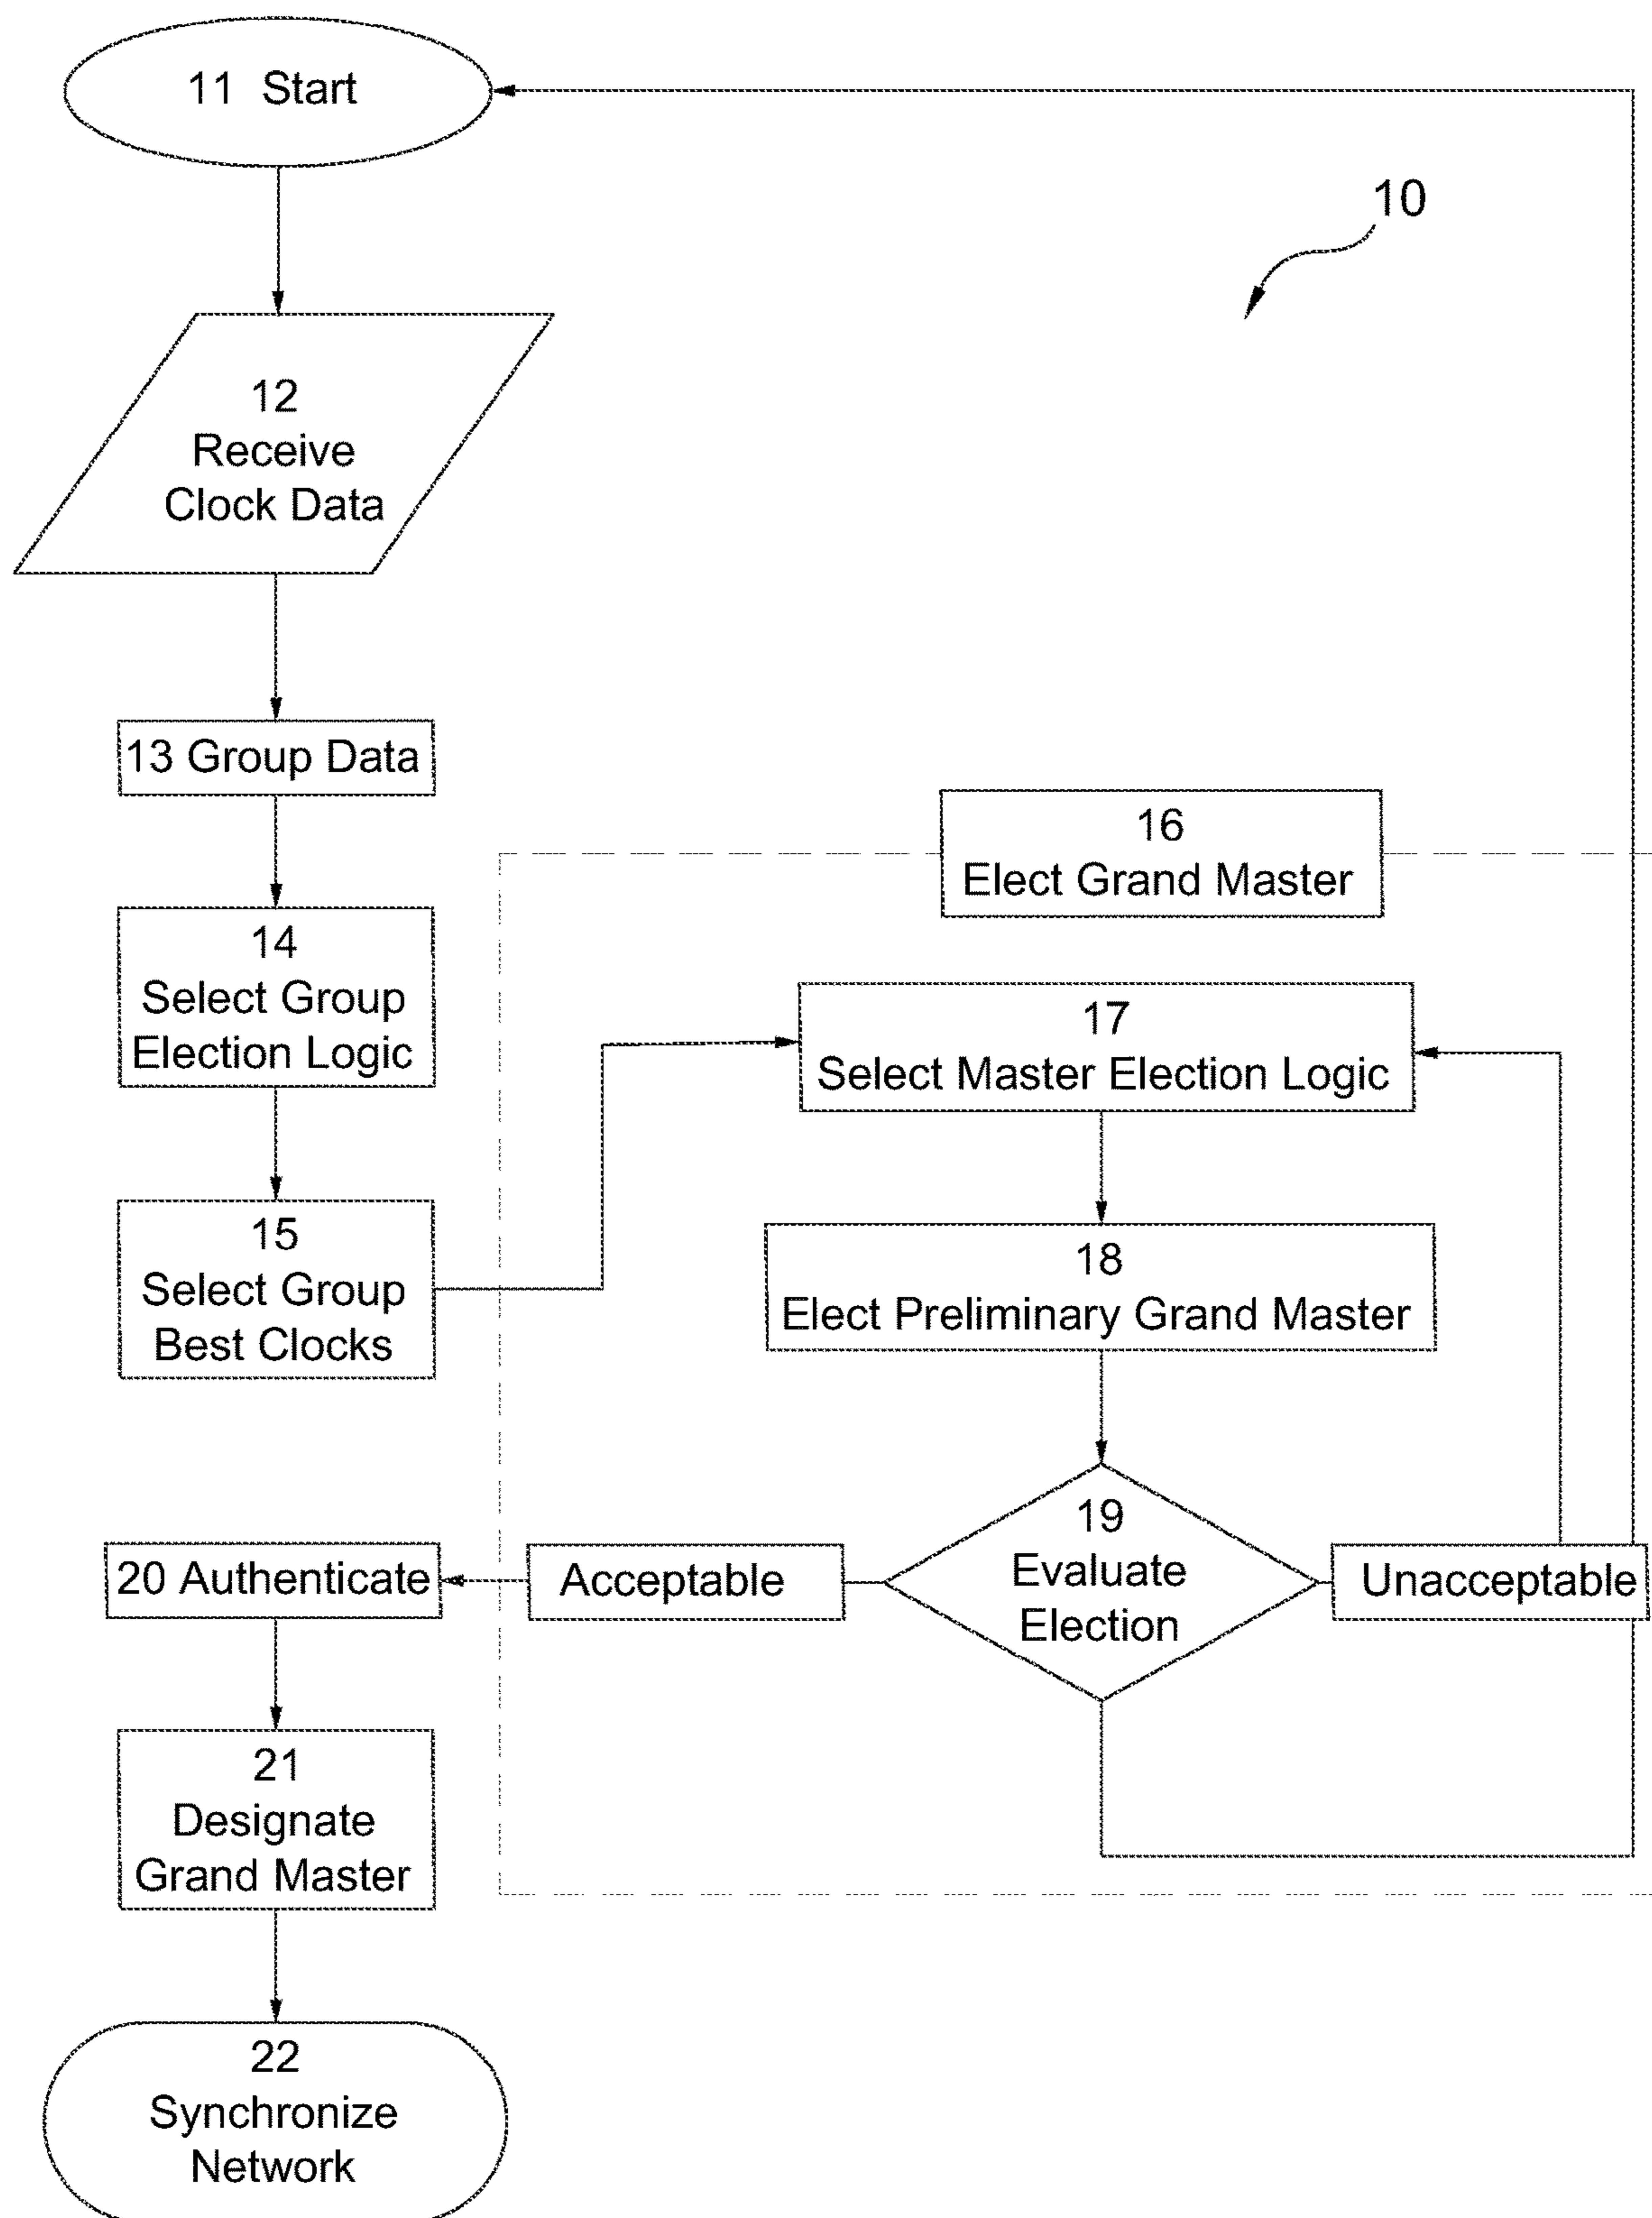 11 Start
10
12
Receive
Clock Data
13 Group Data
14
Select Group
Election Logic
15
Select Group
Best Clocks
16
Elect Grand Master
17
Select Master Election Logic
18
Elect Preliminary Grand Master
19
Evaluate
Election
Acceptable
Unacceptable
20 Authenticate
21
Designate
Grand Master
22
Synchronize
Network